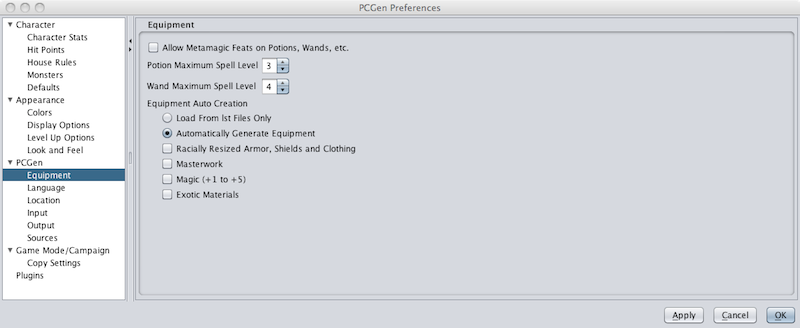 PCGen Preferences
Character
Character Stats
Hit Points
House Rules
Monsters
Defaults
Appearance
Colors
Display Options
Level Up Options
Look and Feel
PCGen
Equipment
Language
Location
Input
Output
Sources
Game Mode/Campaign
Copy Settings
Plugins
Equipment
Allow Metamagic Feats on Potions, Wands, etc.
Potion Maximum Spell Level 3
Wand Maximum Spell Level 4
Equipment Auto Creation
Load From lst Files Only
Automatically Generate Equipment
Racially Resized Armor, Shields and Clothing
Masterwork
Magic (+1 to +5)
Exotic Materials
Apply Cancel OK